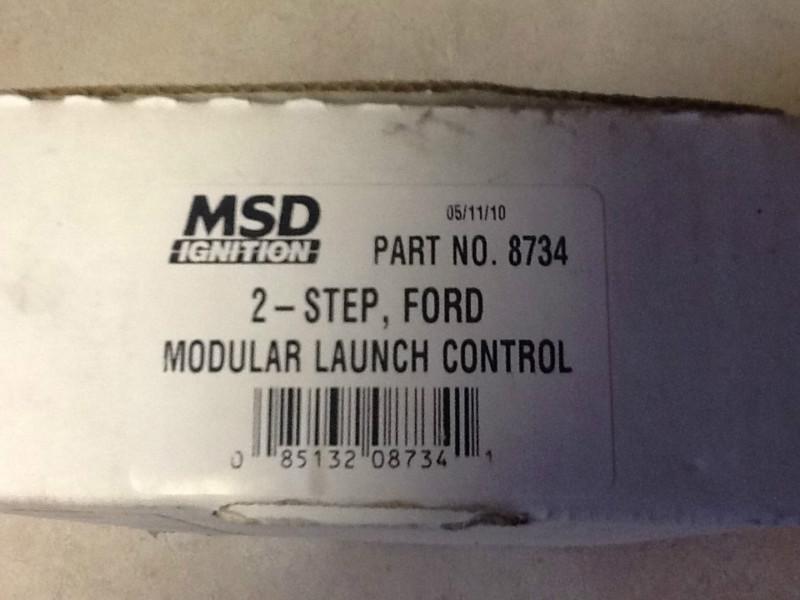 MSD
IGNITION
05/11/10
PART NO. 8734
2-STEP, FORD
MODULAR LAUNCH CONTROL
0 85132 08734 1